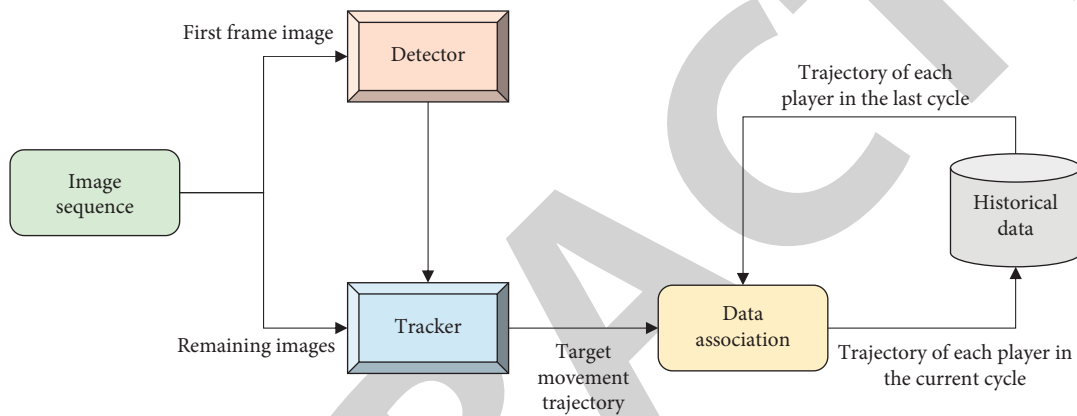 First frame image
Detector
Trajectory of each
player in the last cycle
Image
sequence
Historical
data
Remaining images
Tracker
Target
movement
trajectory
Data
association
Trajectory of each player in
the current cycle